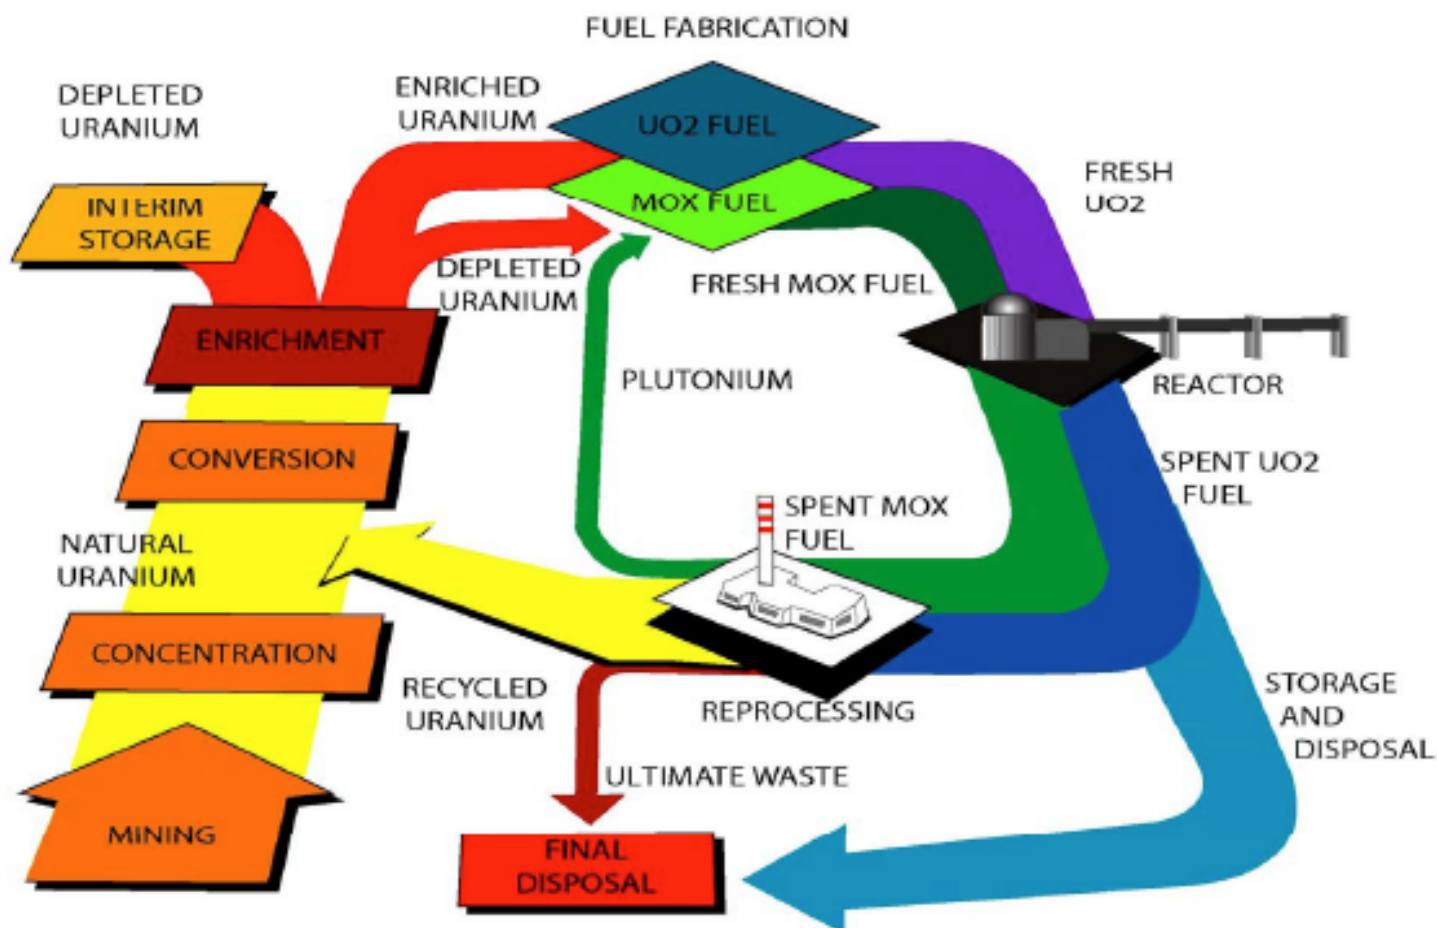 FUEL FABRICATION
DEPLETED
URANIUM
ENRICHED
URANIUM
UO2 FUEL
MOX FUEL
FRESH
UO2
INTERIM
STORAGE
DEPLETED
URANIUM
FRESH MOX FUEL
ENRICHMENT
PLUTONIUM
REACTOR
CONVERSION
SPENT UO2
FUEL
SPENT MOX
FUEL
NATURAL
URANIUM
CONCENTRATION
RECYCLED
URANIUM
REPROCESSING
STORAGE
AND
DISPOSAL
ULTIMATE WASTE
MINING
FINAL
DISPOSAL